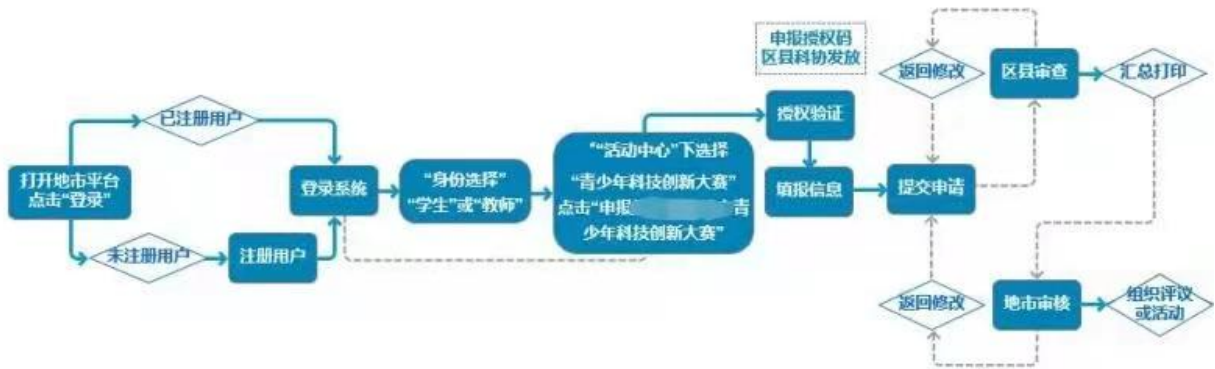 打开地市平台
点击“登录”
已注册用户
未注册用户
注册用户
登录系统
“身份选择”
“学生”或“教师”
“活动中心”下选择
“青少年科技创新大赛”
点击“申报
青
少年科技创新大赛”
申报授权码
区县科协发放
授权验证
填报信息
提交申请
返回修改
区县审查
汇总打印
返回修改
地市审核
组织评议
或活动